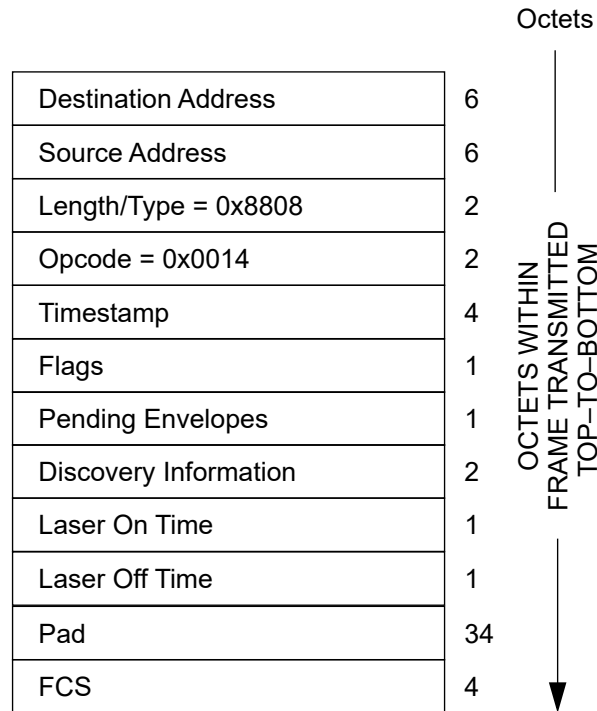 Octets
Destination Address 6
Source Address 6
Length/Type = 0x8808 2
Opcode = 0x0014 2
Timestamp 4
Flags 1
Pending Envelopes 1
Discovery Information 2
Laser On Time 1
Laser Off Time 1
Pad 34
FCS 4
OCTETS WITHIN
FRAME TRANSMITTED
TOP–TO–BOTTOM